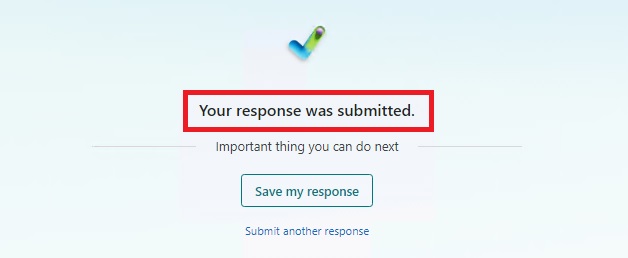 Your response was submitted.
Important thing you can do next
Save my response
Submit another response